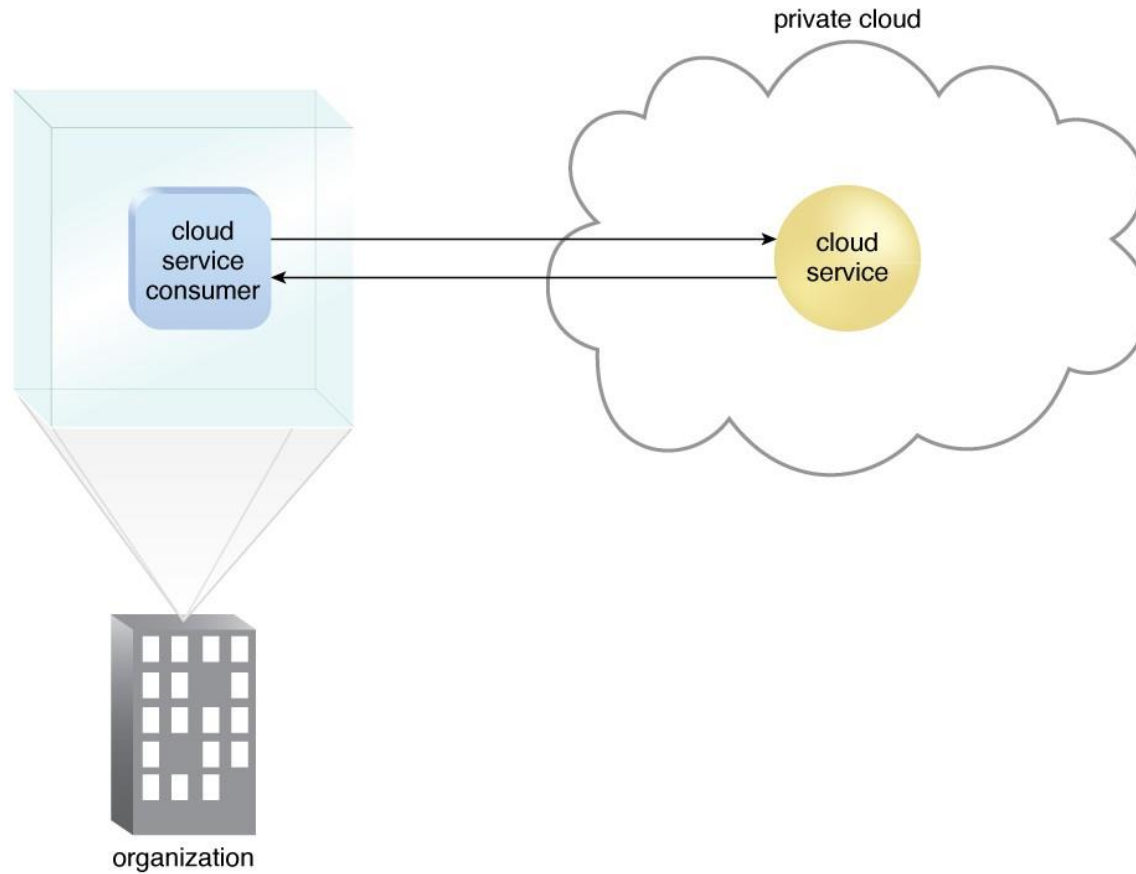 private cloud
cloud
service
consumer
cloud
service
organization